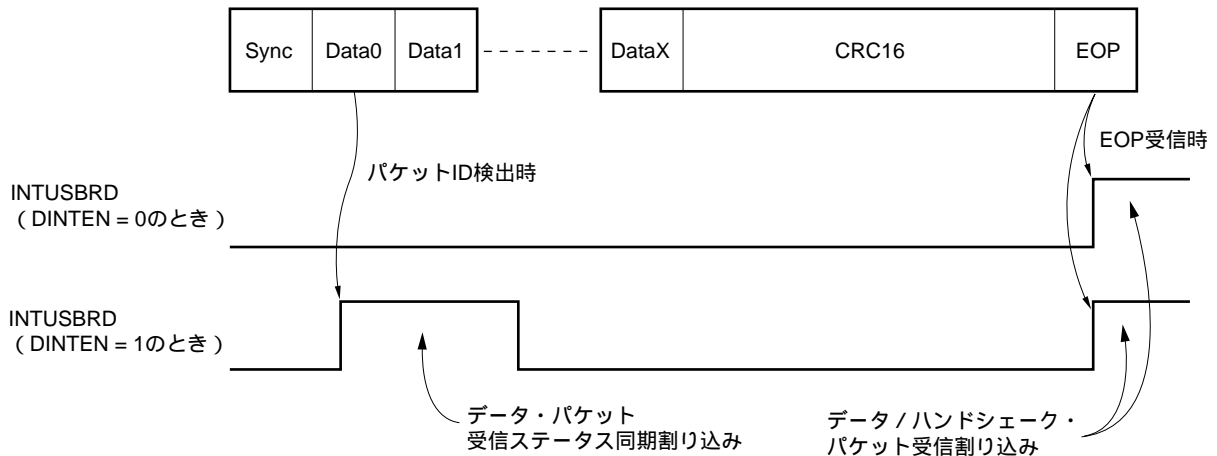 Sync Data0 Data1 DataX CRC16 EOP
パケットID検出時
EOP受信時
INTUSBRD
（DINTEN = 0のとき）
INTUSBRD
（DINTEN = 1のとき）
データ・パケット
受信ステータス同期割り込み
データ／ハンドシェーク・
パケット受信割り込み